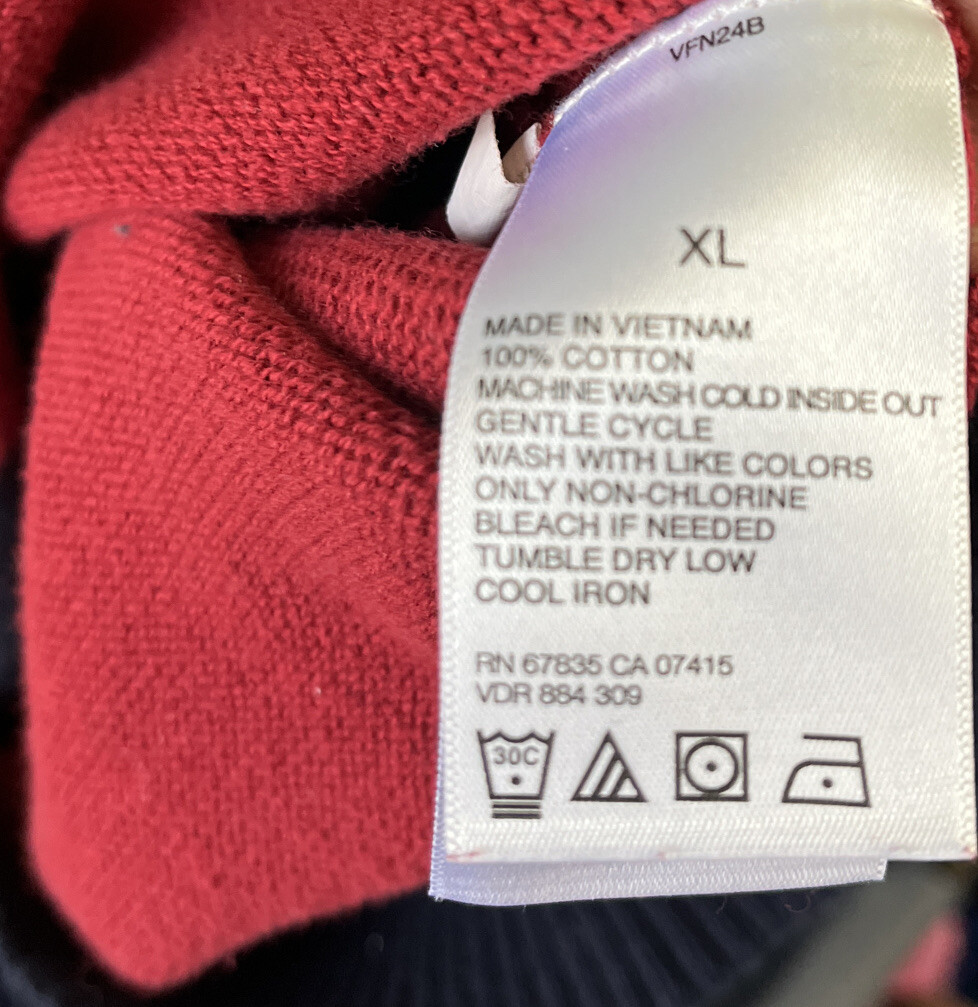 VFN24B
XL
MADE IN VIETNAM
100% COTTON
MACHINE WASH COLD INSIDE OUT
GENTLE CYCLE
WASH WITH LIKE COLORS
ONLY NON-CHLORINE
BLEACH IF NEEDED
TUMBLE DRY LOW
COOL IRON
RN 67835 CA 07415
VDR 884 309
30C